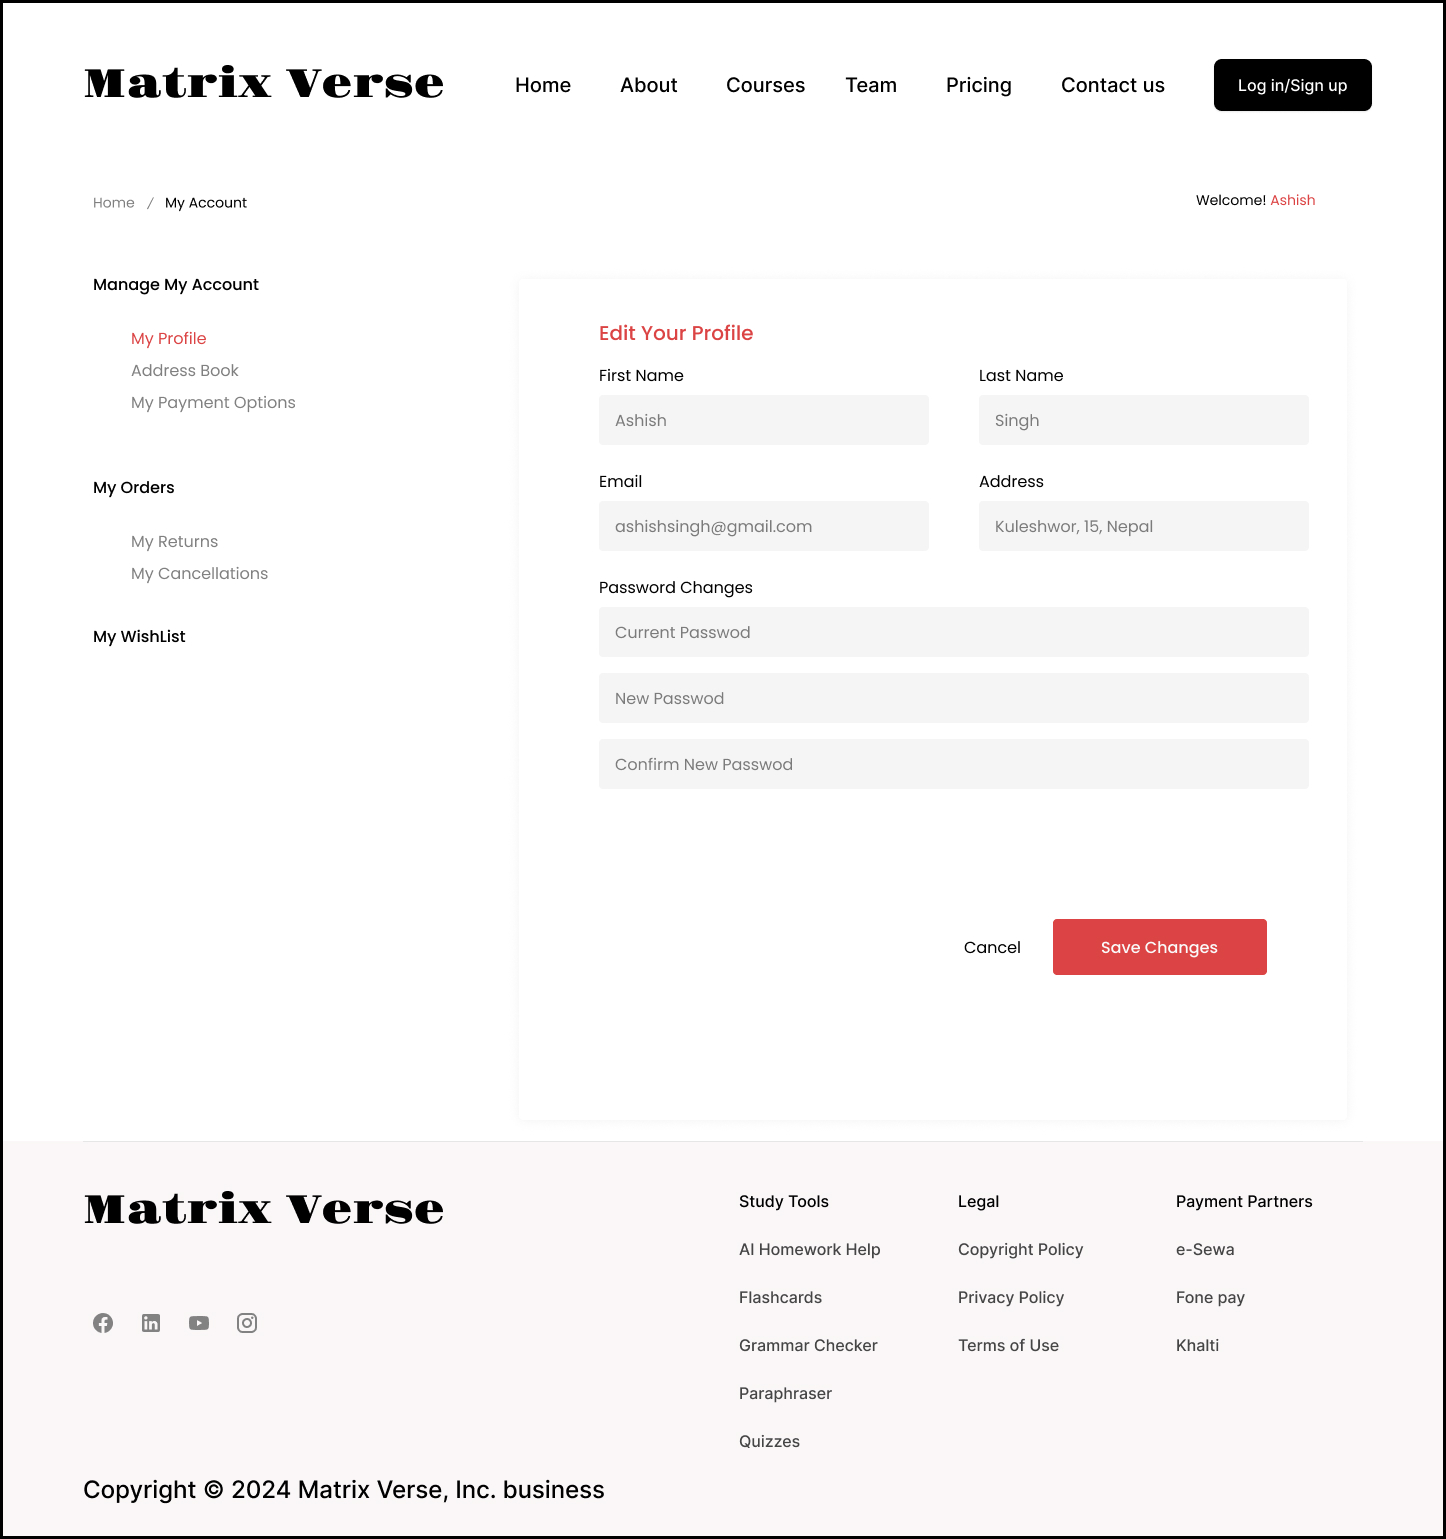 Matrix Verse
Home About Courses Team Pricing Contact us Log in/Sign up
Home / My Account
Welcome! Ashish
Manage My Account
My Profile
Address Book
My Payment Options
My Orders
My Returns
My Cancellations
My WishList
Edit Your Profile
First Name Last Name
Ashish Singh
Email Address
ashishsingh@gmail.com Kuleshwor, 15, Nepal
Password Changes
Current Passwod
New Passwod
Confirm New Passwod
Cancel Save Changes
Matrix Verse
Study Tools
AI Homework Help
Flashcards
Grammar Checker
Paraphraser
Quizzes
Legal
Copyright Policy
Privacy Policy
Terms of Use
Payment Partners
e-Sewa
Fone pay
Khalti
Copyright © 2024 Matrix Verse, Inc. business